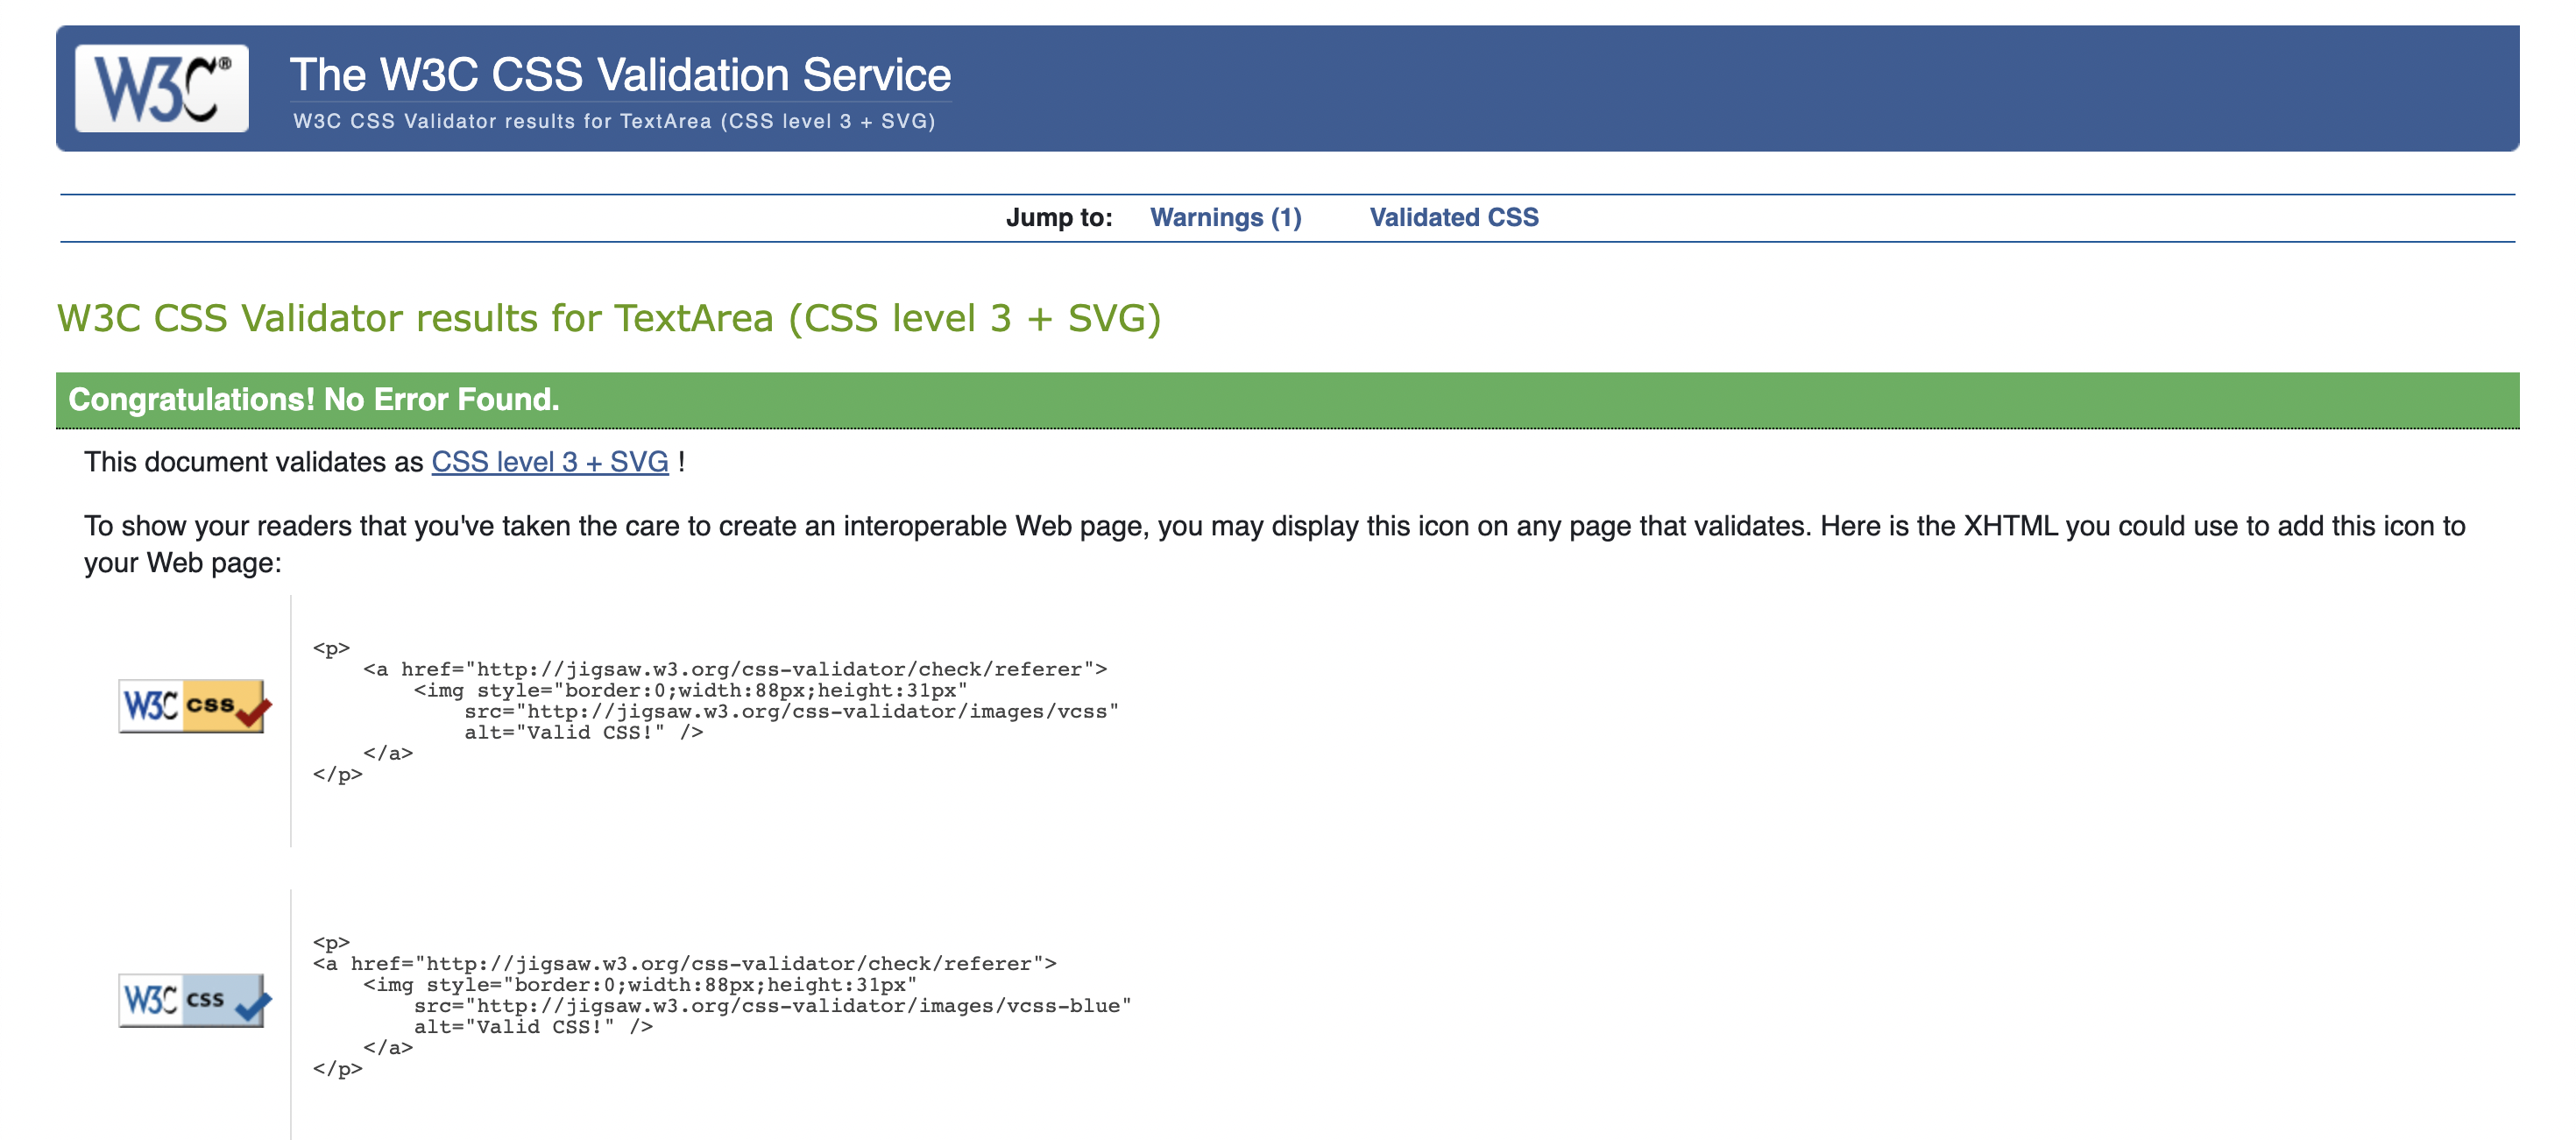 W3C®
The W3C CSS Validation Service
W3C CSS Validator results for TextArea (CSS level 3 + SVG)
Jump to: Warnings (1) Validated CSS
W3C CSS Validator results for TextArea (CSS level 3 + SVG)
Congratulations! No Error Found.
This document validates as CSS level 3 + SVG !
To show your readers that you've taken the care to create an interoperable Web page, you may display this icon on any page that validates. Here is the XHTML you could use to add this icon to
your Web page:
W3C css
<p>
    <a href="http://jigsaw.w3.org/css-validator/check/referer">
        <img style="border:0;width:88px;height:31px"
            src="http://jigsaw.w3.org/css-validator/images/vcss"
            alt="Valid CSS!" />
    </a>
</p>
W3C css
<p>
<a href="http://jigsaw.w3.org/css-validator/check/referer">
    <img style="border:0;width:88px;height:31px"
        src="http://jigsaw.w3.org/css-validator/images/vcss-blue"
        alt="Valid CSS!" />
    </a>
</p>